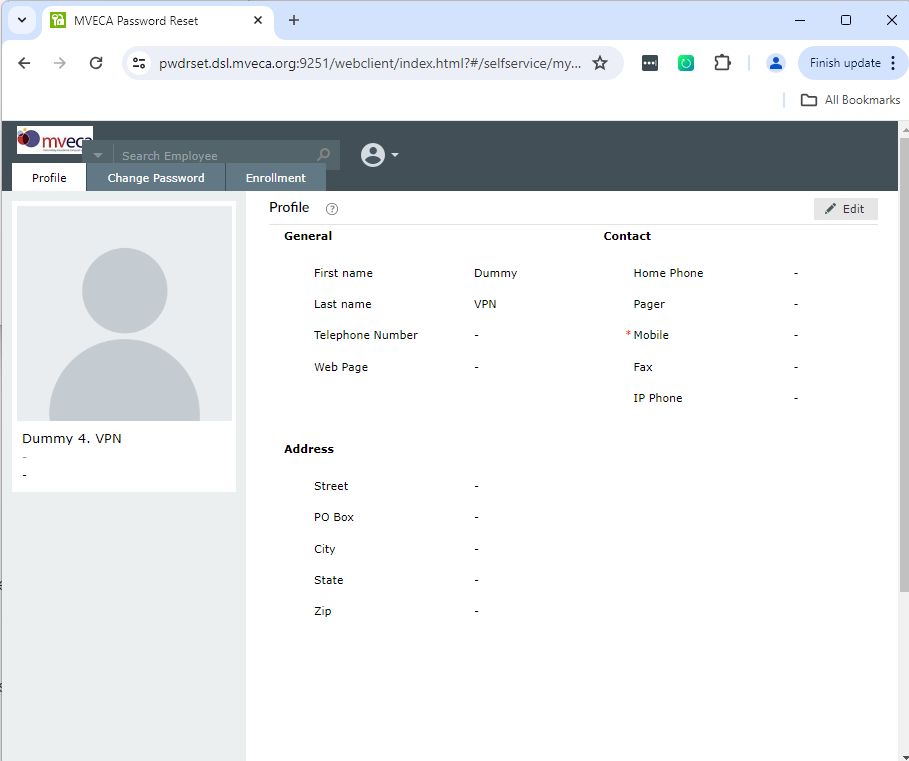 MVECA Password Reset
pwdrset.dsl.mveca.org:9251/webclient/index.html?#/selfservice/my...
Finish update
All Bookmarks
mveca
Search Employee
Profile Change Password Enrollment
Profile ? Edit
General Contact
First name Dummy Home Phone -
Last name VPN Pager -
Telephone Number - * Mobile -
Web Page - Fax -
IP Phone -
Dummy 4. VPN
-
-
Address
Street -
PO Box -
City -
State -
Zip -